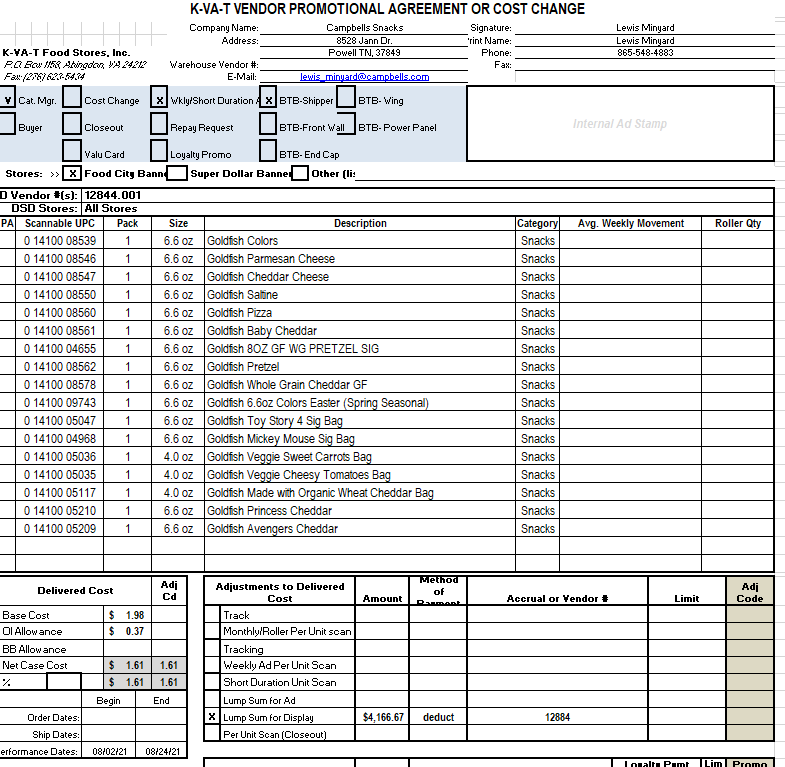 K-VA-T VENDOR PROMOTIONAL AGREEMENT OR COST CHANGE
Company Name: Campbells Snacks Signature: Lewis Minyard
Address: 8528 Jann Dr. Print Name: Lewis Minyard
K-VA-T Food Stores, Inc. Powell TN, 37849 Phone: 865-548-4883
P.O. Box 1158, Abingdon, VA 24212 Warehouse Vendor #: Fax:
Fax: (276) 623-5434 E-Mail: lewis_minyard@campbells.com
V Cat. Mgr. Cost Change X Wkly/Short Duration A X BTB-Shipper BTB- Wing
Buyer Closeout Repay Request BTB-Front Wall BTB- Power Panel
Valu Card Loyalty Promo BTB- End Cap
Internal Ad Stamp
Stores: >> X Food City Bann Super Dollar Banner Other (lis
D Vendor #(s): 12844.001
DSD Stores: All Stores
PA Scannable UPC Pack Size Description Category Avg. Weekly Movement Roller Qty
0 14100 08539 1 6.6 oz Goldfish Colors Snacks
0 14100 08546 1 6.6 oz Goldfish Parmesan Cheese Snacks
0 14100 08547 1 6.6 oz Goldfish Cheddar Cheese Snacks
0 14100 08550 1 6.6 oz Goldfish Saltine Snacks
0 14100 08560 1 6.6 oz Goldfish Pizza Snacks
0 14100 08561 1 6.6 oz Goldfish Baby Cheddar Snacks
0 14100 04655 1 6.6 oz Goldfish 8OZ GF WG PRETZEL SIG Snacks
0 14100 08562 1 6.6 oz Goldfish Pretzel Snacks
0 14100 08578 1 6.6 oz Goldfish Whole Grain Cheddar GF Snacks
0 14100 09743 1 6.6 oz Goldfish 6.6oz Colors Easter (Spring Seasonal) Snacks
0 14100 05047 1 6.6 oz Goldfish Toy Story 4 Sig Bag Snacks
0 14100 04968 1 6.6 oz Goldfish Mickey Mouse Sig Bag Snacks
0 14100 05036 1 4.0 oz Goldfish Veggie Sweet Carrots Bag Snacks
0 14100 05035 1 4.0 oz Goldfish Veggie Cheesy Tomatoes Bag Snacks
0 14100 05117 1 4.0 oz Goldfish Made with Organic Wheat Cheddar Bag Snacks
0 14100 05210 1 6.6 oz Goldfish Princess Cheddar Snacks
0 14100 05209 1 6.6 oz Goldfish Avengers Cheddar Snacks
Delivered Cost Adj Cd
Base Cost $ 1.98
OI Allowance $ 0.37
BB Allowance
Net Case Cost $ 1.61 1.61
% $ 1.61 1.61
Begin End
Order Dates:
Ship Dates:
erformance Dates: 08/02/21 08/24/21
Adjustments to Delivered Cost Amount Method of Payment Accrual or Vendor # Limit Adj Code
Track
Monthly/Roller Per Unit scan
Tracking
Weekly Ad Per Unit Scan
Short Duration Unit Scan
Lump Sum for Ad
X Lump Sum for Display $4,166.67 deduct 12884
Per Unit Scan (Closeout)
Loyalty Pymt Lim Promo